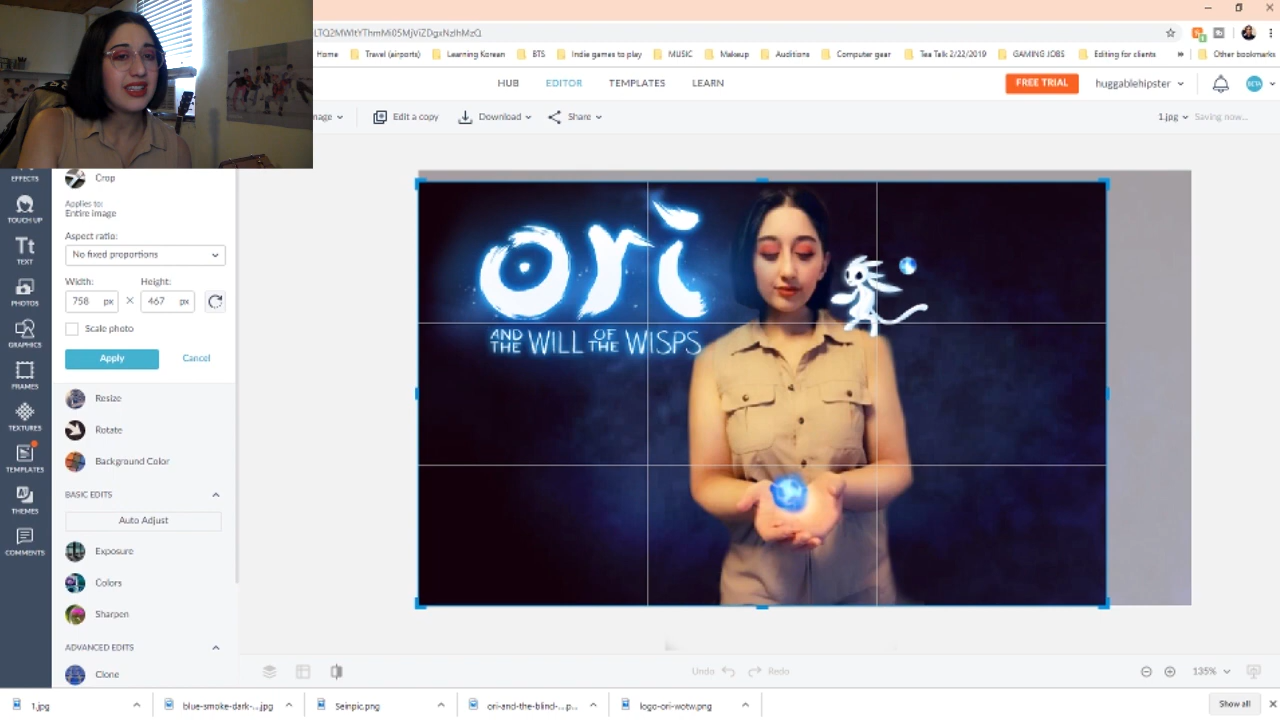 LTQ2MWItYThmMi05MjViZDgxNzlhMzQ
Home Travel (airports) Learning Korean BTS Indie games to play MUSIC Makeup Auditions Computer gear Tea Talk 2/22/2019 GAMING JOBS Editing for clients » Other bookmarks
HUB EDITOR TEMPLATES LEARN FREE TRIAL huggablehipster BETA
nage Edit a copy Download Share 1.jpg Saving now...
EFFECTS
TOUCH UP
Tt
TEXT
PHOTOS
GRAPHICS
FRAMES
TEXTURES
TEMPLATES
THEMES
COMMENTS
Crop
Applies to:
Entire image
Aspect ratio:
No fixed proportions
Width: Height:
758 px × 467 px
Scale photo
Apply Cancel
Resize
Rotate
Background Color
BASIC EDITS
Auto Adjust
Exposure
Colors
Sharpen
ADVANCED EDITS
Clone
ori
AND THE WILL OF THE WISPS
Undo Redo 135%
1.jpg blue-smoke-dark-....jpg Seinpic.png ori-and-the-blind-...p... logo-ori-wotw.png Show all